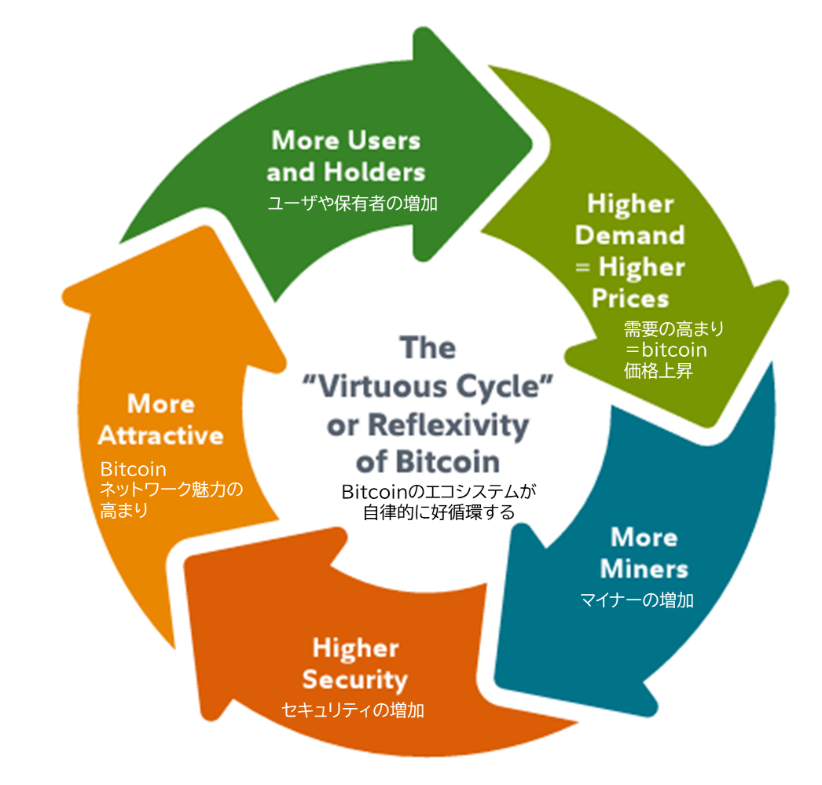 More Users
and Holders
ユーザや保有者の増加
Higher
Demand
= Higher
Prices
需要の高まり
＝bitcoin
価格上昇
The
“Virtuous Cycle”
or Reflexivity
of Bitcoin
Bitcoinのエコシステムが
自律的に好循環する
More
Attractive
Bitcoin
ネットワーク魅力の
高まり
More
Miners
マイナーの増加
Higher
Security
セキュリティの増加